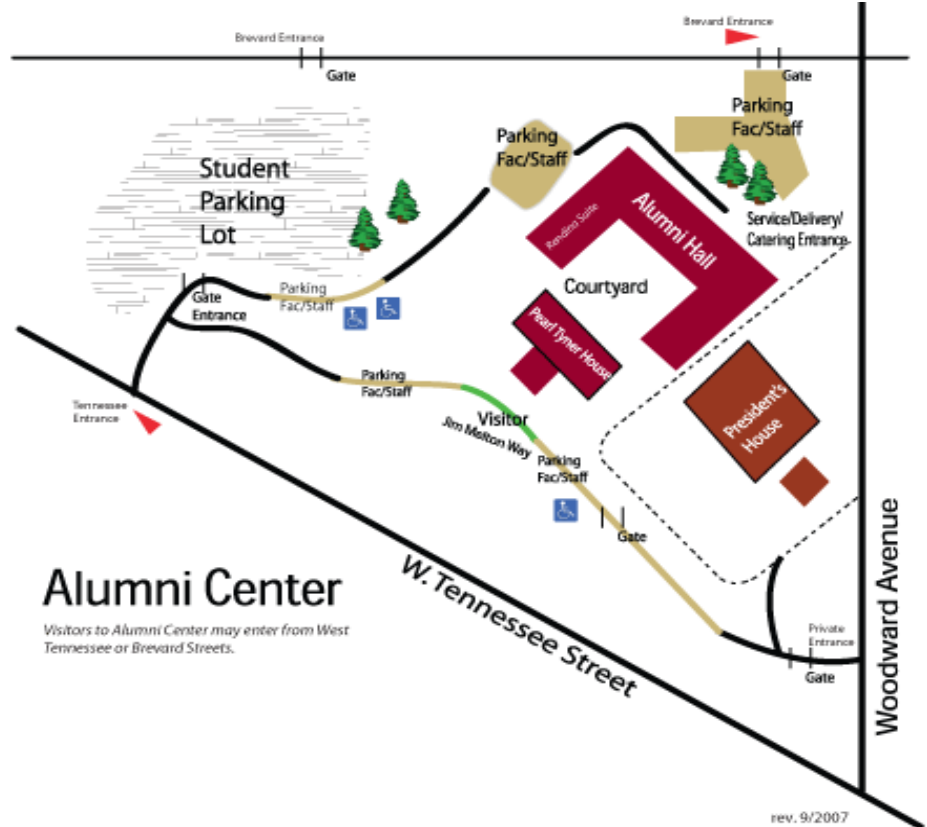 Brevard Entrance
Brevard Entrance
Gate
Gate
Parking
Fac/Staff
Parking
Fac/Staff
Student
Parking
Lot
Alumni Hall
Rendina Suite
Service/Delivery/
Catering Entrance
Courtyard
Gate
Entrance
Parking
Fac/Staff
Pearl Tyner House
Parking
Fac/Staff
President's
House
Tennessee
Entrance
Visitor
Jim Melton Way
Parking
Fac/Staff
Gate
W. Tennessee Street
Woodward Avenue
Alumni Center
Visitors to Alumni Center may enter from West
Tennessee or Brevard Streets.
Private
Entrance
Gate
rev. 9/2007